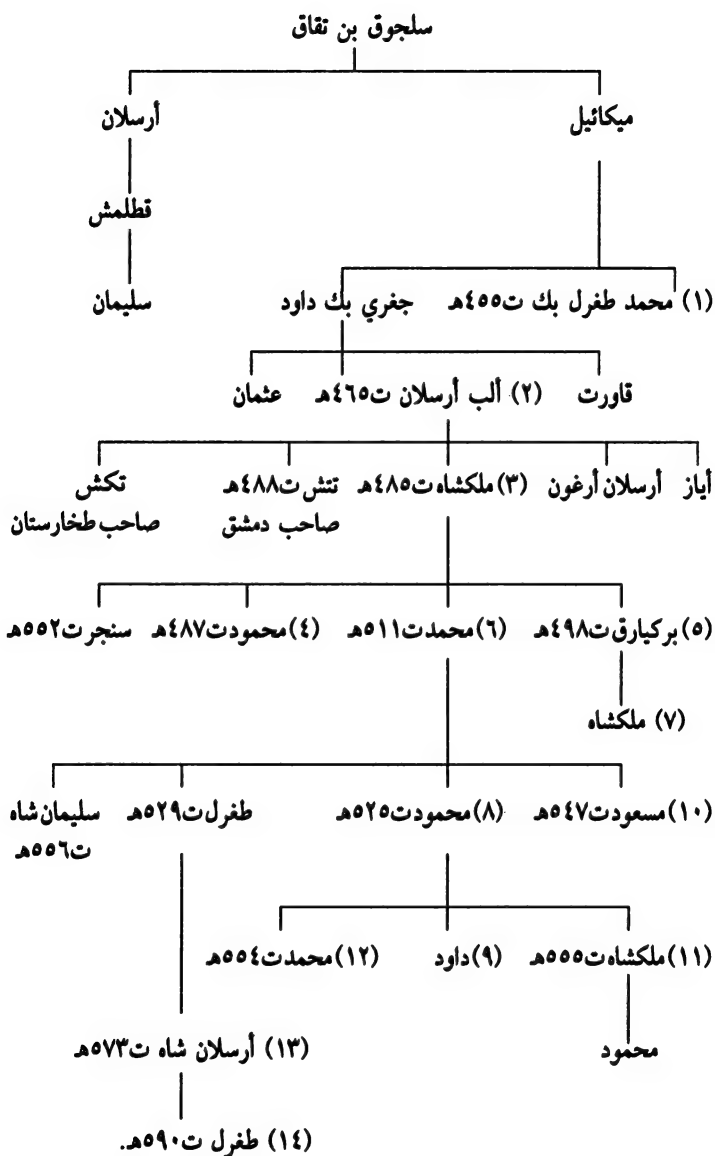 سلجوق بن تقاق
ميكائيل أرسلان
قطلمش
(١) محمد طغرل بك ت٤٥٥هـ جغري بك داود سليمان
قاورت (٢) ألب أرسلان ت٤٦٥هـ عثمان
أياز أرسلان أرغون (٣) ملكشاه ت٤٨٥هـ تتش ت٤٨٨هـ تكش
صاحب دمشق صاحب طخارستان
(٥) بركيارق ت٤٩٨هـ (٦) محمد ت٥١١هـ (٤) محمود ت٤٨٧هـ سنجر ت٥٥٢هـ
(٧) ملكشاه
(١٠) مسعود ت٥٤٧هـ (٨) محمود ت٥٢٥هـ طغرل ت٥٢٩هـ سليمان شاه
ت٥٥٦هـ
(١١) ملكشاه ت٥٥٥هـ (٩) داود (١٢) محمد ت٥٥٤هـ
محمود (١٣) أرسلان شاه ت٥٧٣هـ
(١٤) طغرل ت٥٩٠هـ.